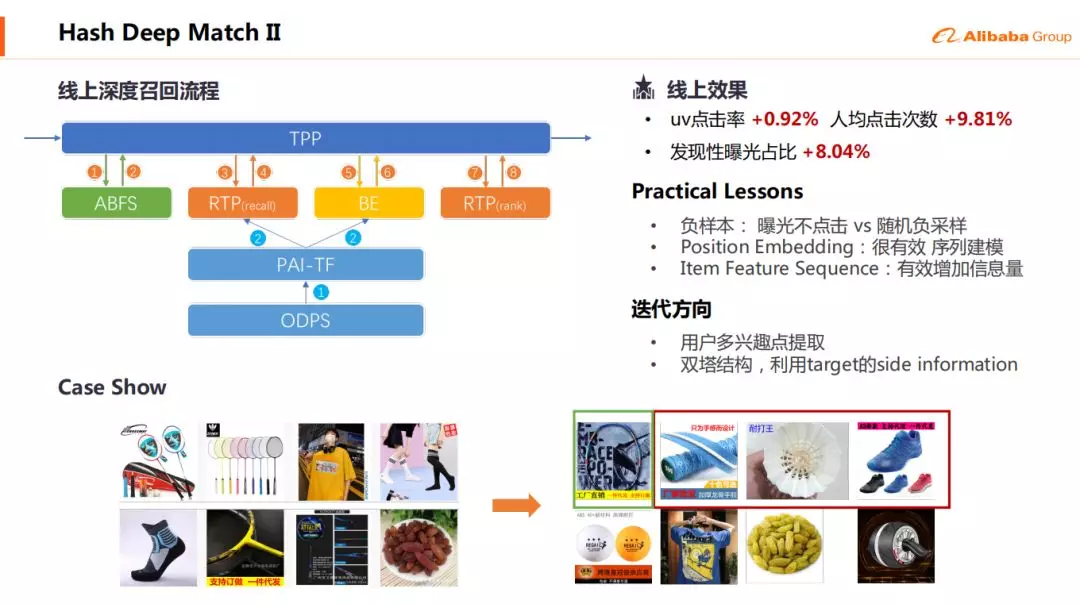 Hash Deep Match II
Alibaba Group
线上深度召回流程
TPP
1 2 3 4 5 6 7 8
ABFS
RTP(recall)
BE
RTP(rank)
2 2
PAI-TF
1
ODPS
线上效果
• uv点击率 +0.92% 人均点击次数 +9.81%
• 发现性曝光占比 +8.04%
Practical Lessons
• 负样本： 曝光不点击 vs 随机负采样
• Position Embedding：很有效 序列建模
• Item Feature Sequence：有效增加信息量
迭代方向
• 用户多兴趣点提取
• 双塔结构，利用target的side information
Case Show
支持订做 一件代发
工厂直销 一件代发 支持订做
只为手感而设计
耐打王